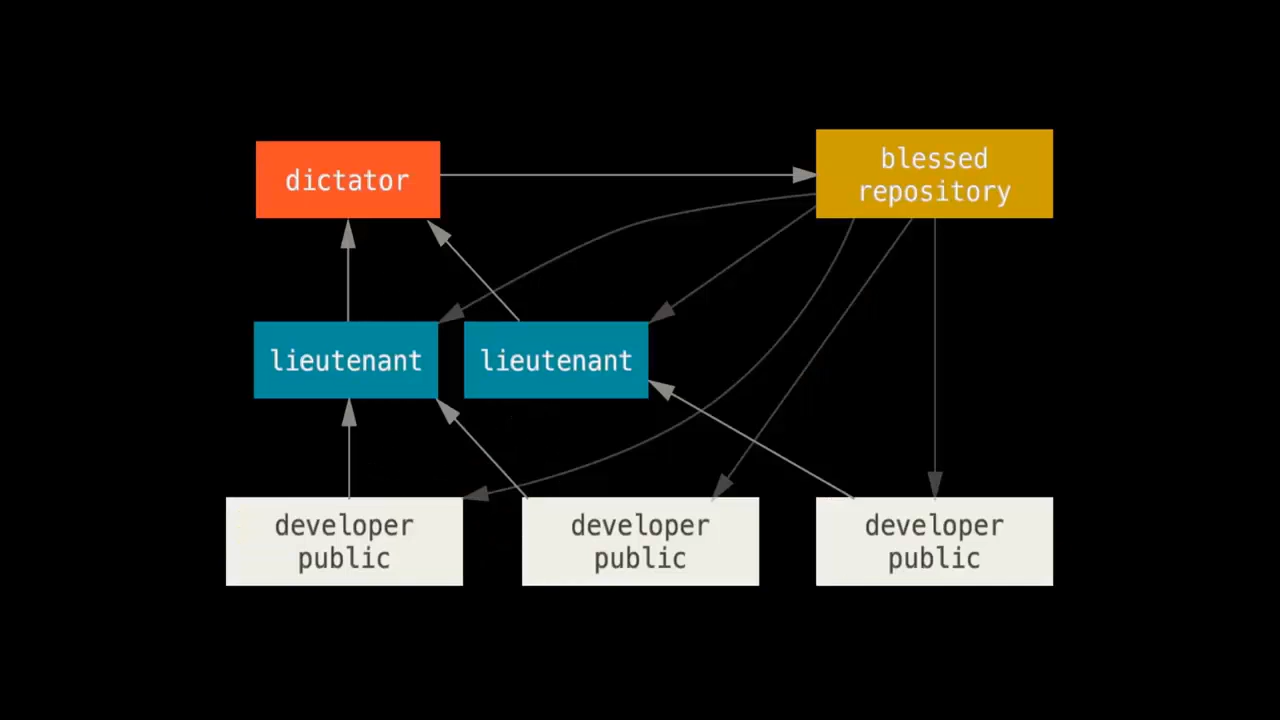 dictator
blessed
repository
lieutenant
lieutenant
developer
public
developer
public
developer
public